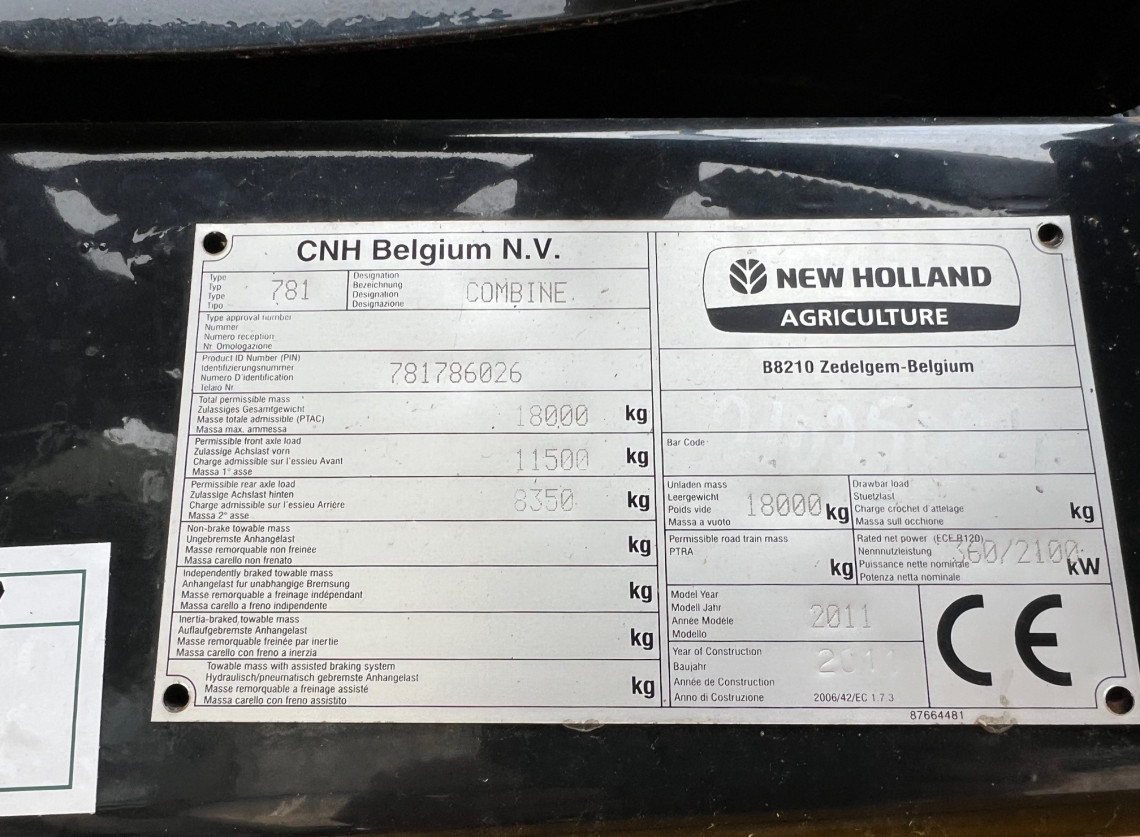 CNH Belgium N.V.
Type
Typ
Type
Tipo
781
Designation
Bezeichnung
Désignation
Designazione
COMBINE
Type approval number
Nummer
Numero reception
Nr. Omologazione
Product ID Number (PIN)
Identifizierungsnummer
Numero D'identification
Telaio Nr.
781786026
Total permissible mass
Zulassiges Gesamtgewicht
Masse totale admissible (PTAC)
Massa max. ammessa
18000 kg
Permissible front axle load
Zulassige Achslast vorn
Charge admissible sur l'essieu Avant
Massa 1° asse
11500 kg
Permissible rear axle load
Zulässige Achslast hinten
Charge admissible sur l'essieu Arrière
Massa 2° asse
8350 kg
Non-brake towable mass
Ungebremste Anhangelast
Masse remorquable non freinée
Massa carello non frenato
kg
Independently braked towable mass
Anhangelast fur unabhangige Bremsung
Masse remorquable a freinage indépendant
Massa carello a freno indipendente
kg
Inertia-braked towable mass
Auflaufgebremste Anhangelast
Masse remorquable freinée par inertie
Massa carello con freno a inerzia
kg
Towable mass with assisted braking system
Hydraulisch/pneumatisch gebremste Anhangelast
Masse remorquable a freinage assisté
Massa carello con freno assistito
kg
NEW HOLLAND
AGRICULTURE
B8210 Zedelgem-Belgium
Bar Code
Unladen mass
Leergewicht
Poids vide
Massa a vuoto
18000 kg
Drawbar load
Stuetzlast
Charge crochet d'attelage
Massa sull occhione
kg
Permissible road train mass
PTRA
kg
Rated net power (ECE R120)
Nennnutzleistung
Puissance nette nominale
Potenza netta nominale
360/2100
kW
Model Year
Modell Jahr
Année Modèle
Modello
2011
Year of Construction
Baujahr
Année de Construction
Anno di Costruzione
2011
2006/42/EC 1.7.3
CE
87664481